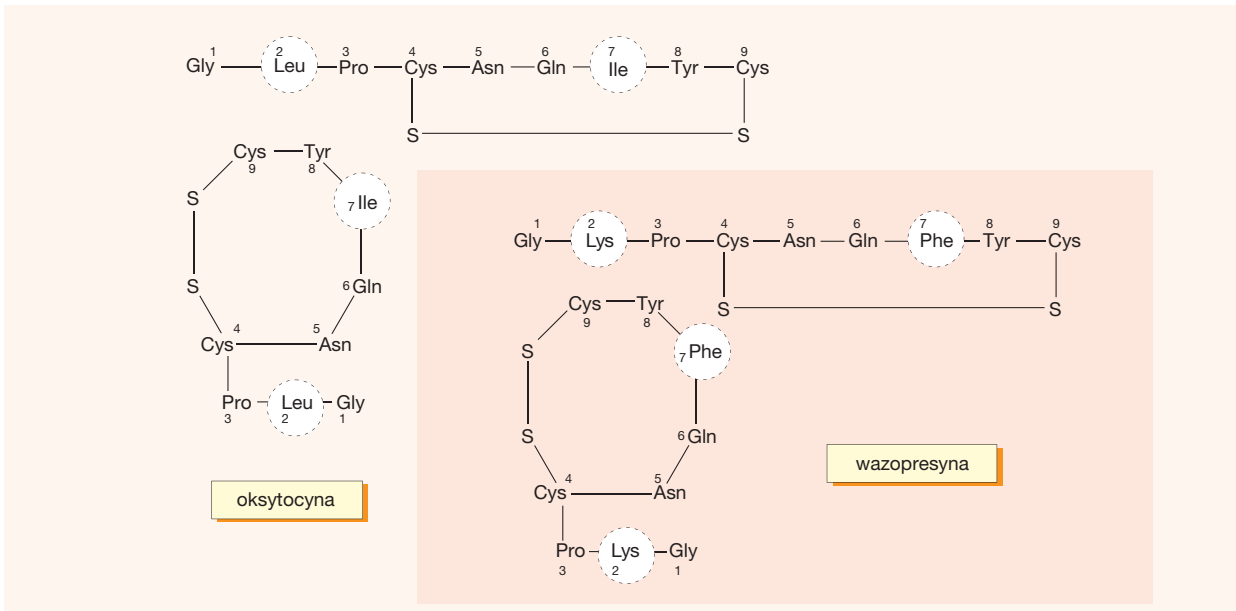 1 2 3 4 5 6 7 8 9
Gly Leu Pro Cys Asn Gln Ile Tyr Cys
S S
Cys Tyr
9 8
S
7 Ile
S
6 Gln
4 5
Cys Asn
Pro Leu Gly
3 2 1
oksytocyna
1 2 3 4 5 6 7 8 9
Gly Lys Pro Cys Asn Gln Phe Tyr Cys
S S
Cys Tyr
9 8
S
7 Phe
S
6 Gln
4 5
Cys Asn
Pro Lys Gly
3 2 1
wazopresyna